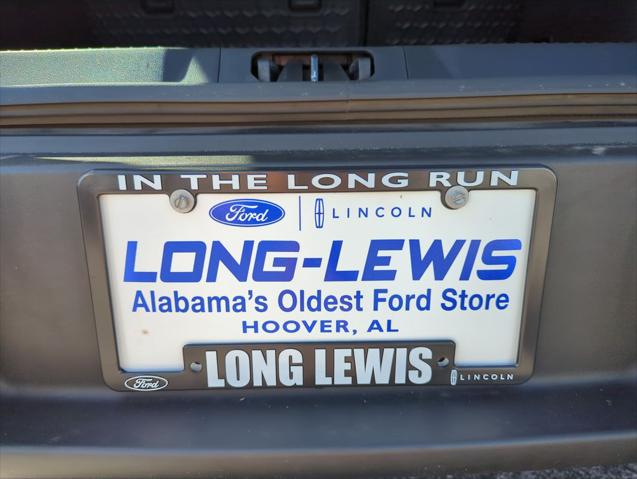 IN THE LONG RUN
Ford LINCOLN
LONG-LEWIS
Alabama's Oldest Ford Store
HOOVER, AL
LONG LEWIS
Ford LINCOLN